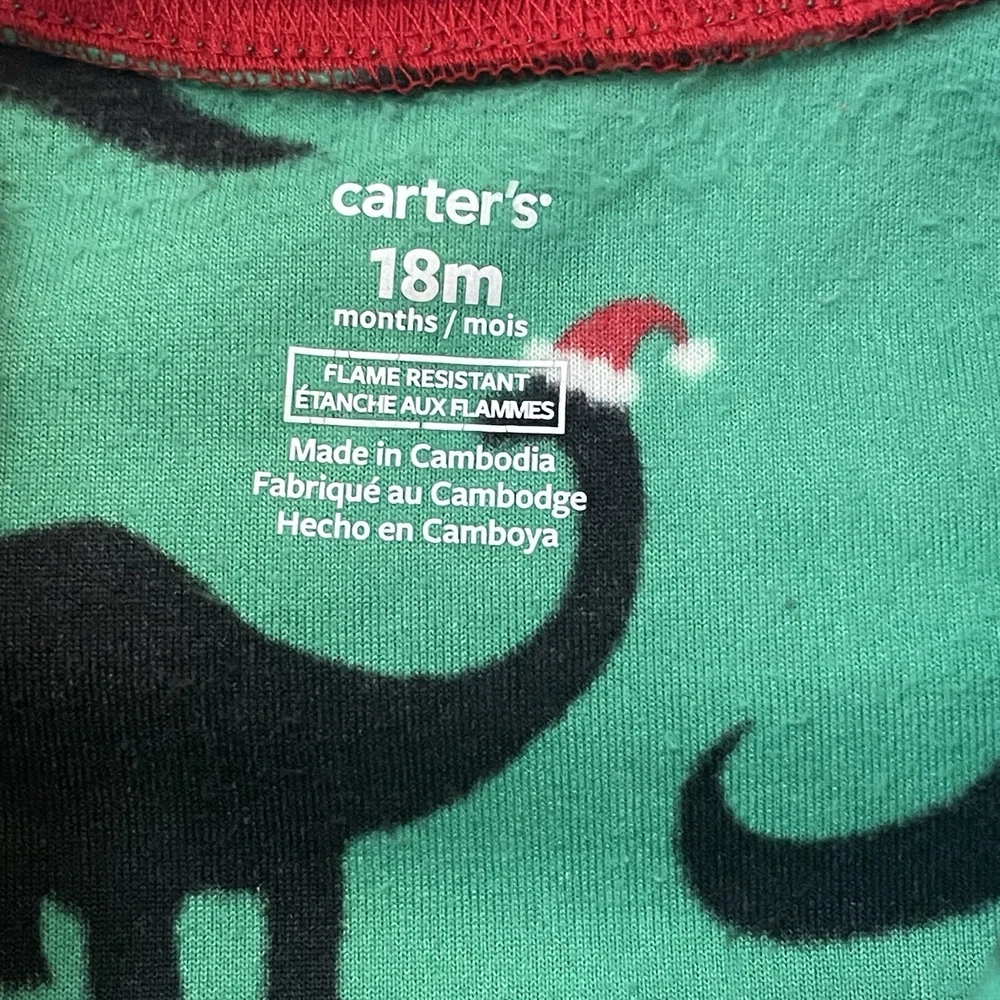 carter's
18m
months / mois
FLAME RESISTANT
ÉTANCHE AUX FLAMMES
Made in Cambodia
Fabriqué au Cambodge
Hecho en Camboya